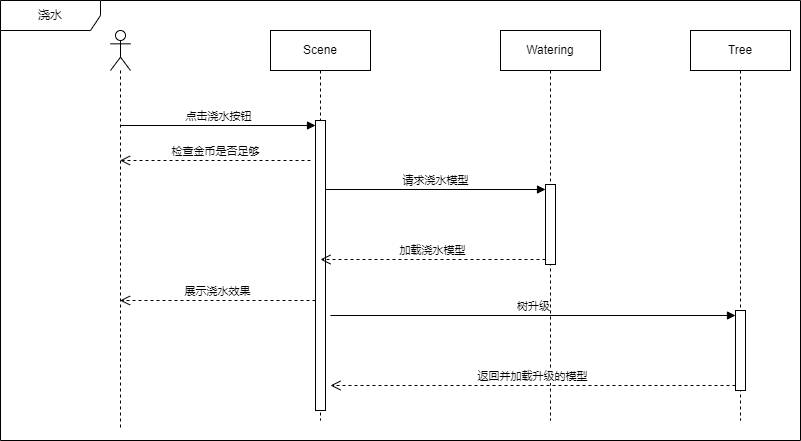 浇水
Scene
Watering
Tree
点击浇水按钮
检查金币是否足够
请求浇水模型
加载浇水模型
展示浇水效果
树升级
返回并加载升级的模型